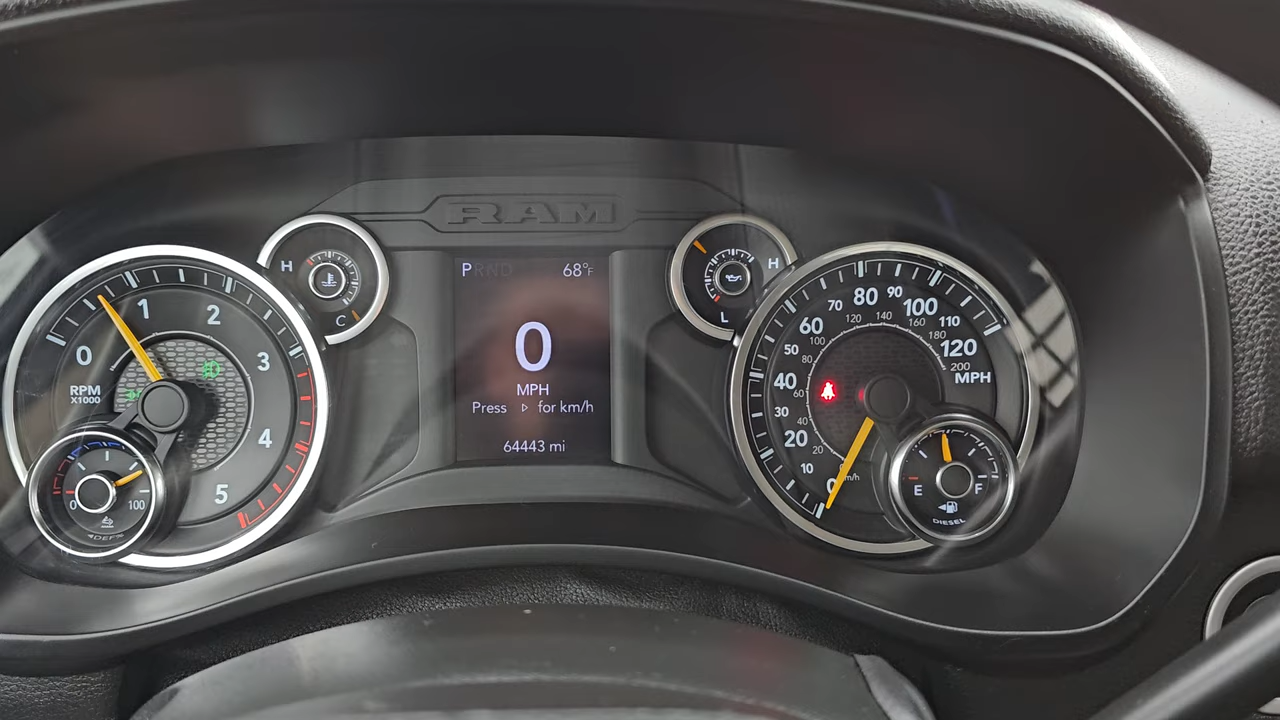 RAM
PRND 68°F
0
MPH
Press ▷ for km/h
64443 mi
0 1 2 3 4 5
RPM
X1000
0 100
DEF%
H
C
H
L
0 10 20 30 40 50 60 70 80 90 100 110 120
MPH
20 60 80 100 120 140 160 180 200
E F
DIESEL